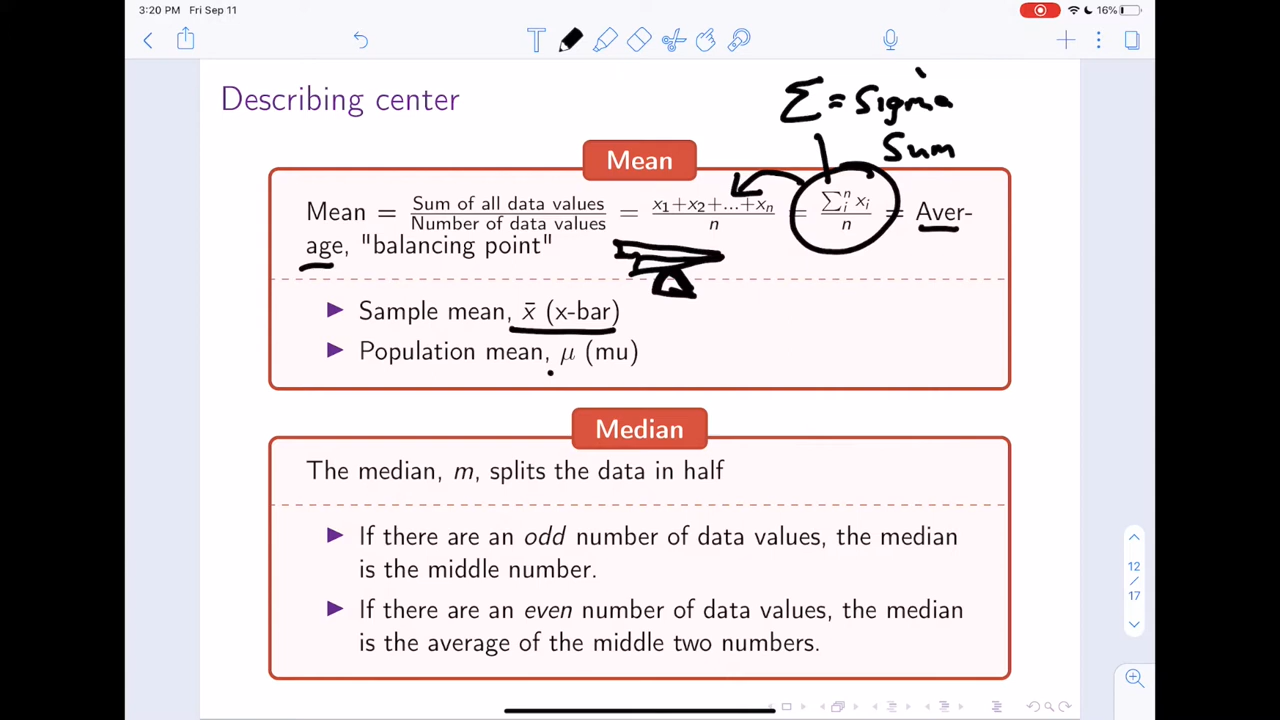 3:20 PM Fri Sep 11
16%
Describing center
Σ = Sigma
Sum
Mean
Mean = Sum of all data values / Number of data values = x₁+x₂+...+xₙ / n = ∑ᵢⁿ xᵢ / n = Aver-
age, "balancing point"
▶ Sample mean, x̄ (x-bar)
▶ Population mean, μ (mu)
Median
The median, m, splits the data in half
▶ If there are an odd number of data values, the median
is the middle number.
▶ If there are an even number of data values, the median
is the average of the middle two numbers.
12
/
17